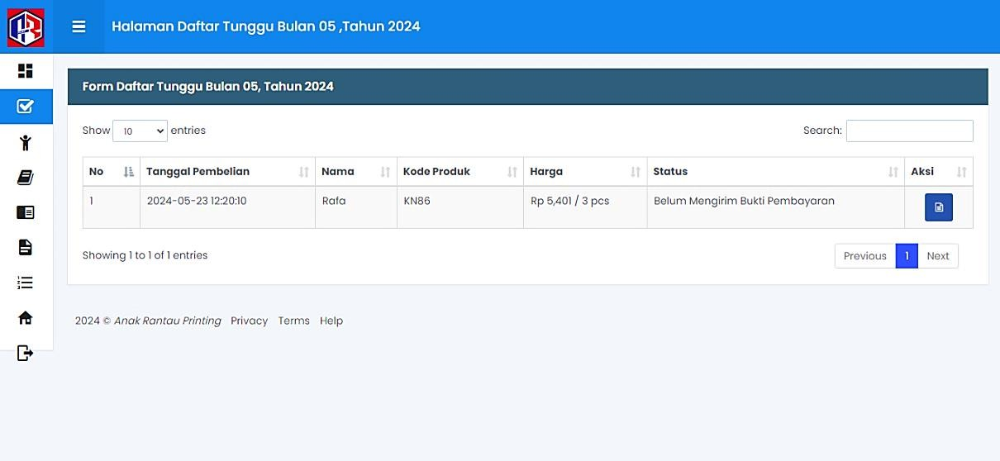 Halaman Daftar Tunggu Bulan 05 ,Tahun 2024
Form Daftar Tunggu Bulan 05, Tahun 2024
Show 10 entries Search:
No Tanggal Pembelian Nama Kode Produk Harga Status Aksi
1 2024-05-23 12:20:10 Rafa KN86 Rp 5,401 / 3 pcs Belum Mengirim Bukti Pembayaran
Showing 1 to 1 of 1 entries Previous 1 Next
2024 © Anak Rantau Printing Privacy Terms Help